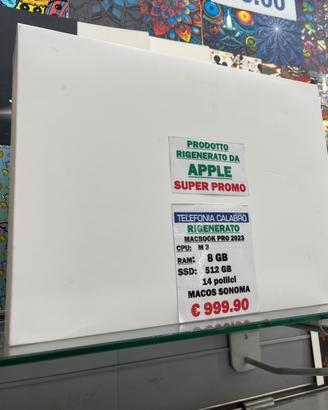 PRODOTTO
RIGENERATO DA
APPLE
SUPER PROMO
TELEFONIA CALABRÒ
RIGENERATO
MACBOOK PRO 2023
CPU: M 3
RAM: 8 GB
SSD: 512 GB
14 pollici
MACOS SONOMA
€ 999.90